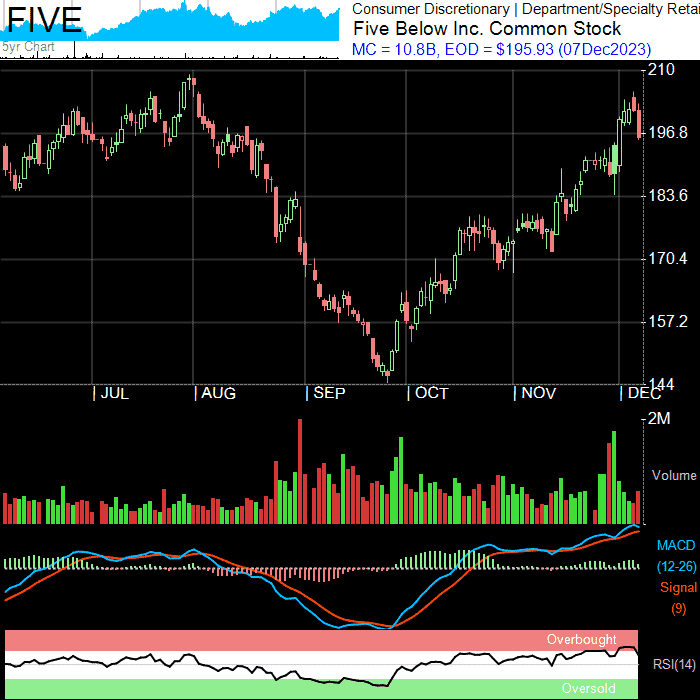 FIVE
5yr Chart
Consumer Discretionary | Department/Specialty Retai
Five Below Inc. Common Stock
MC = 10.8B, EOD = $195.93 (07Dec2023)
210
196.8
183.6
170.4
157.2
144
| JUL | AUG | SEP | OCT | NOV | DEC
2M
Volume
MACD
(12-26)
Signal
(9)
Overbought
RSI(14)
Oversold